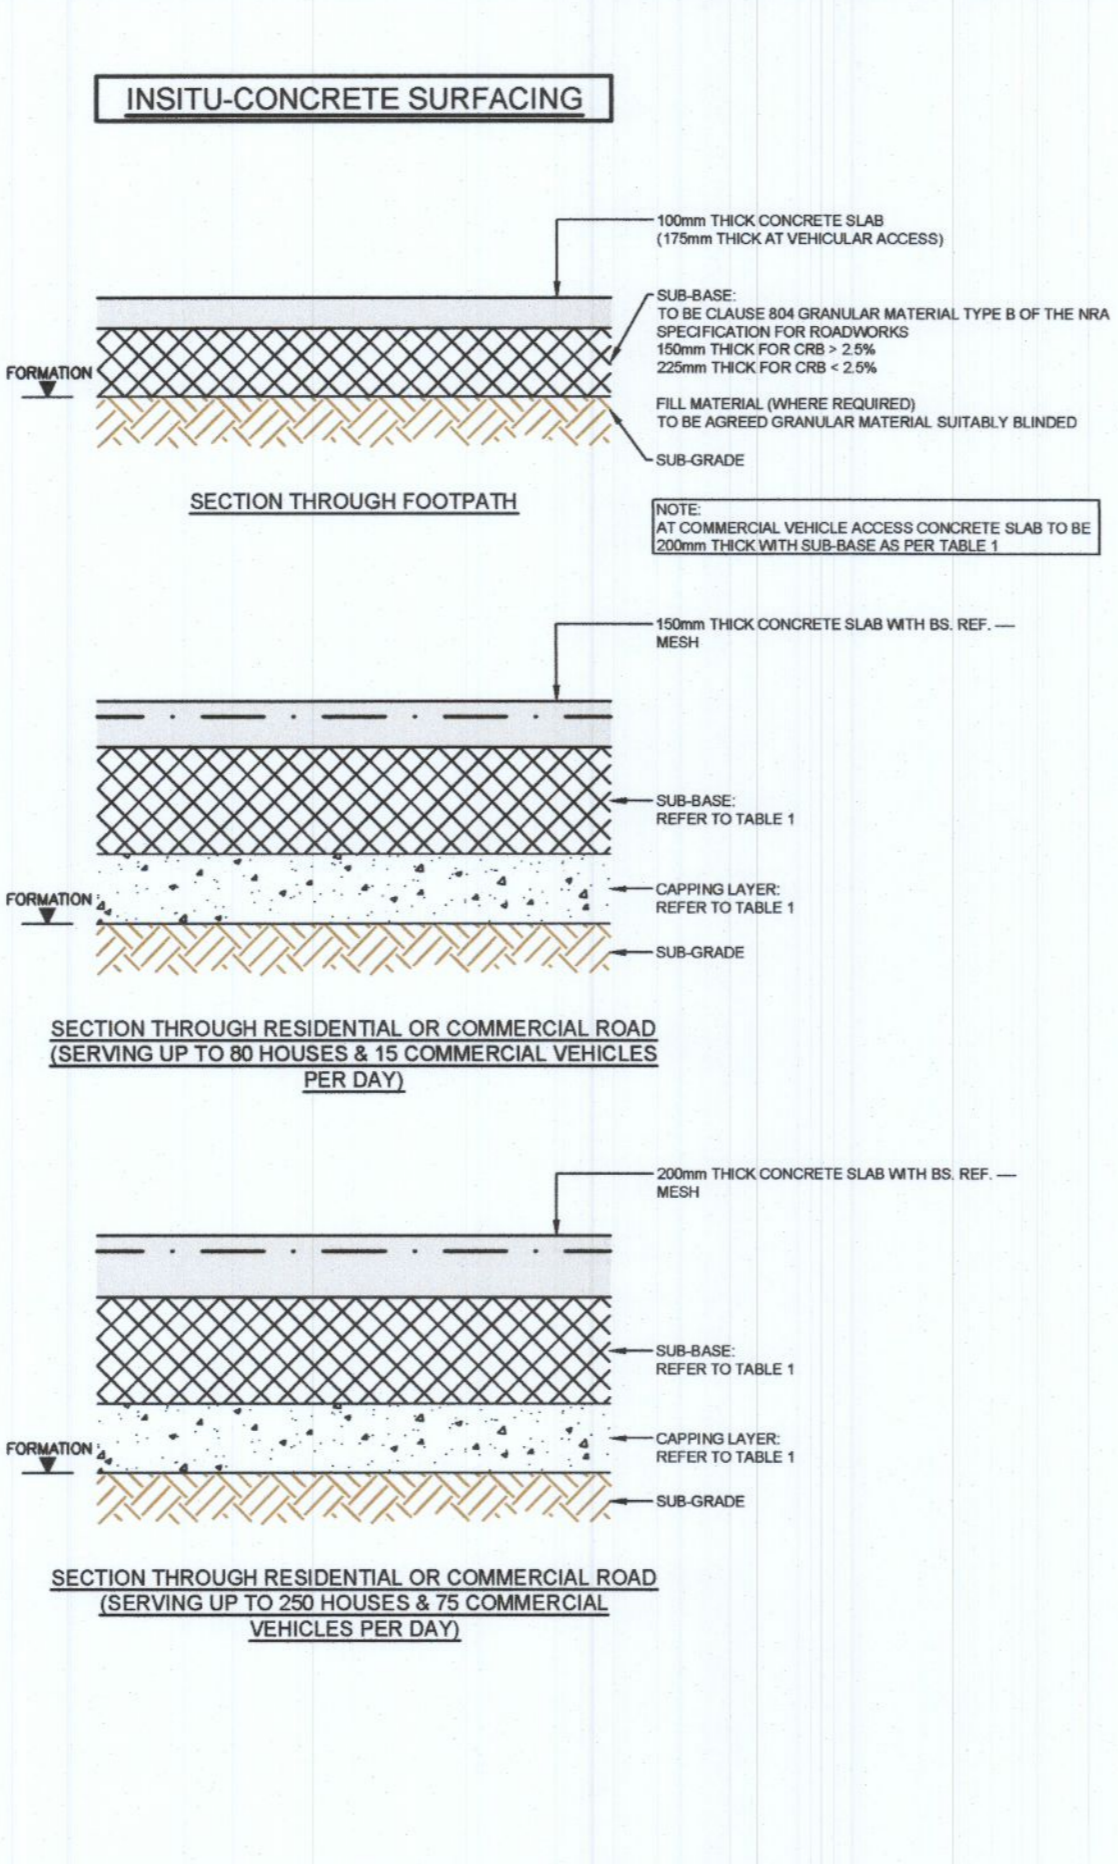 INSITU-CONCRETE SURFACING
100mm THICK CONCRETE SLAB
(175mm THICK AT VEHICULAR ACCESS)
SUB-BASE:
TO BE CLAUSE 804 GRANULAR MATERIAL TYPE B OF THE NRA
SPECIFICATION FOR ROADWORKS
150mm THICK FOR CRB > 2.5%
225mm THICK FOR CRB < 2.5%
FORMATION
FILL MATERIAL (WHERE REQUIRED)
TO BE AGREED GRANULAR MATERIAL SUITABLY BLINDED
SUB-GRADE
SECTION THROUGH FOOTPATH
NOTE:
AT COMMERCIAL VEHICLE ACCESS CONCRETE SLAB TO BE
200mm THICK WITH SUB-BASE AS PER TABLE 1
150mm THICK CONCRETE SLAB WITH BS. REF. —
MESH
SUB-BASE:
REFER TO TABLE 1
CAPPING LAYER:
REFER TO TABLE 1
FORMATION
SUB-GRADE
SECTION THROUGH RESIDENTIAL OR COMMERCIAL ROAD
(SERVING UP TO 80 HOUSES & 15 COMMERCIAL VEHICLES
PER DAY)
200mm THICK CONCRETE SLAB WITH BS. REF. —
MESH
SUB-BASE:
REFER TO TABLE 1
CAPPING LAYER:
REFER TO TABLE 1
FORMATION
SUB-GRADE
SECTION THROUGH RESIDENTIAL OR COMMERCIAL ROAD
(SERVING UP TO 250 HOUSES & 75 COMMERCIAL
VEHICLES PER DAY)